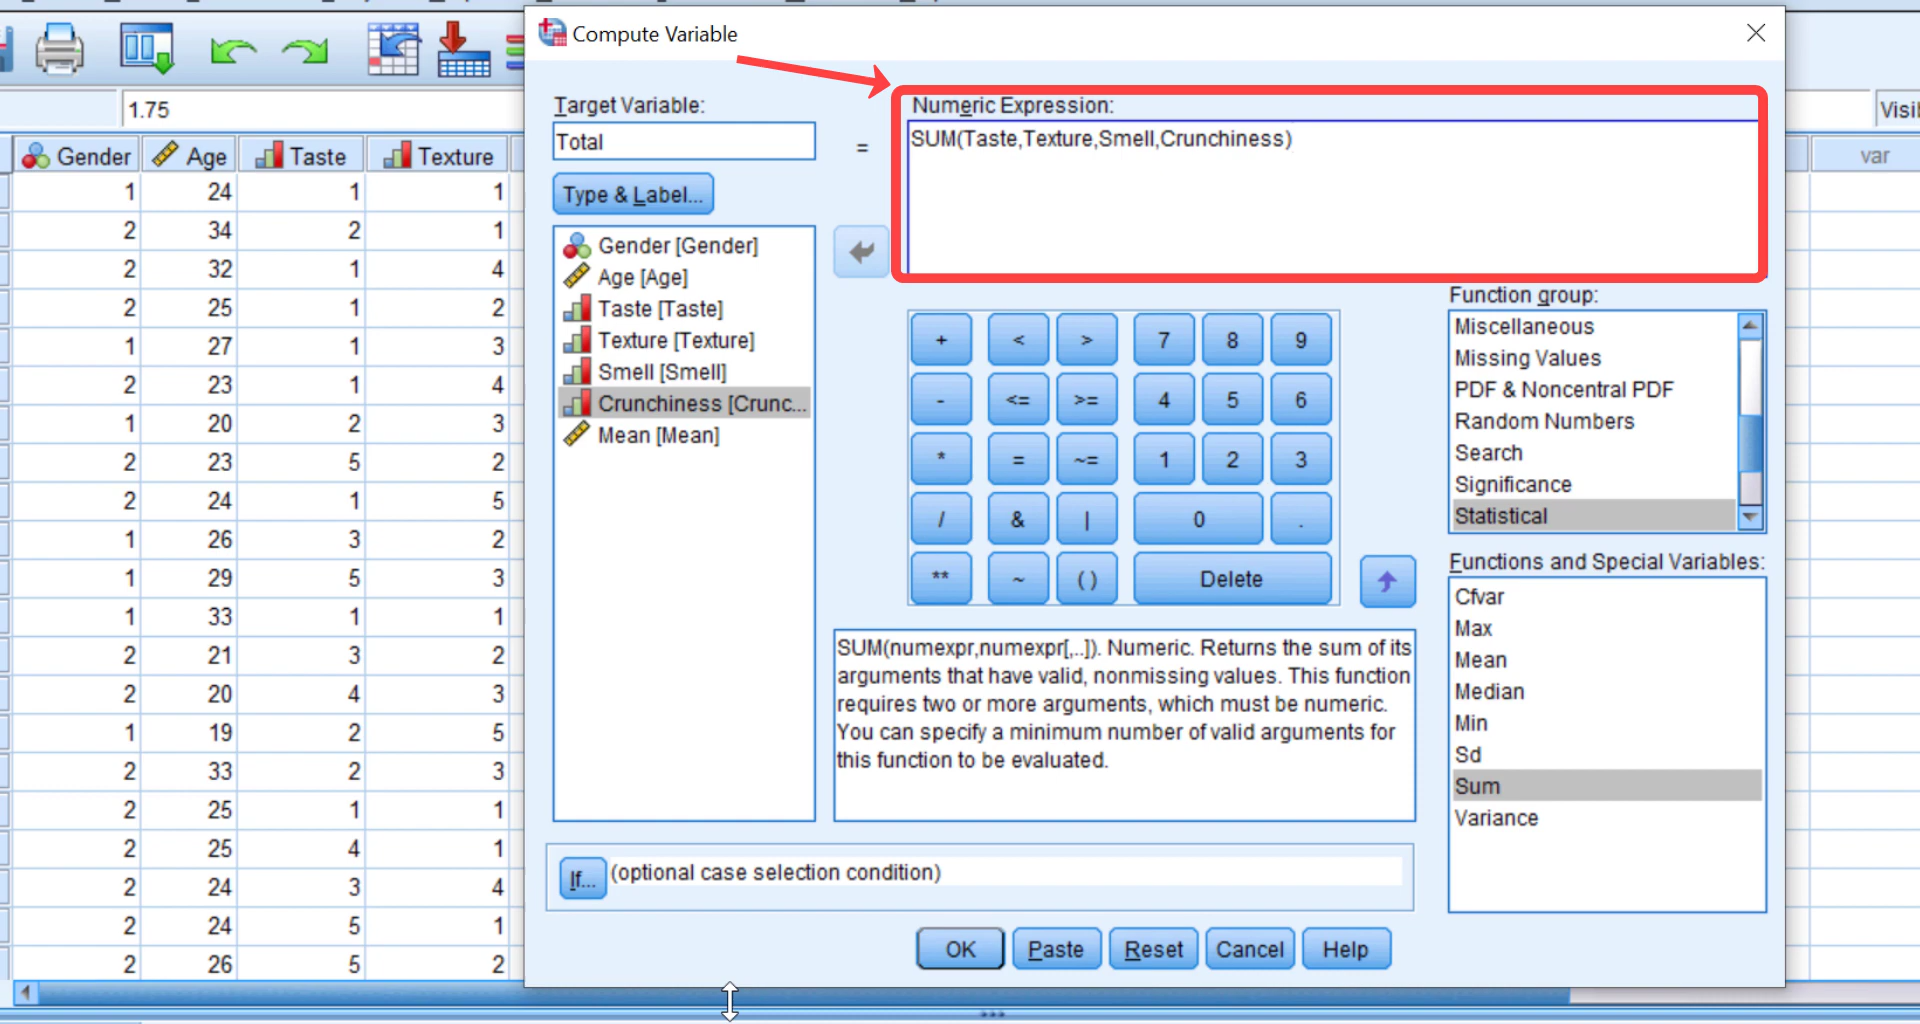 Compute Variable
1.75
Visi
Target Variable:
Total
=
Numeric Expression:
SUM(Taste,Texture,Smell,Crunchiness)
Type & Label...
Gender Age Taste Texture
var
1 24 1 1
2 34 2 1
2 32 1 4
2 25 1 2
1 27 1 3
2 23 1 4
1 20 2 3
2 23 5 2
2 24 1 5
1 26 3 2
1 29 5 3
1 33 1 1
2 21 3 2
2 20 4 3
1 19 2 5
2 33 2 3
2 25 1 1
2 25 4 1
2 24 3 4
2 24 5 1
2 26 5 2
Gender [Gender]
Age [Age]
Taste [Taste]
Texture [Texture]
Smell [Smell]
Crunchiness [Crunc...
Mean [Mean]
+ < > 7 8 9
- <= >= 4 5 6
* = ~= 1 2 3
/ & | 0 .
** ~ ( ) Delete
Function group:
Miscellaneous
Missing Values
PDF & Noncentral PDF
Random Numbers
Search
Significance
Statistical
Functions and Special Variables:
Cfvar
Max
Mean
Median
Min
Sd
Sum
Variance
SUM(numexpr,numexpr[,..]). Numeric. Returns the sum of its
arguments that have valid, nonmissing values. This function
requires two or more arguments, which must be numeric.
You can specify a minimum number of valid arguments for
this function to be evaluated.
If... (optional case selection condition)
OK Paste Reset Cancel Help